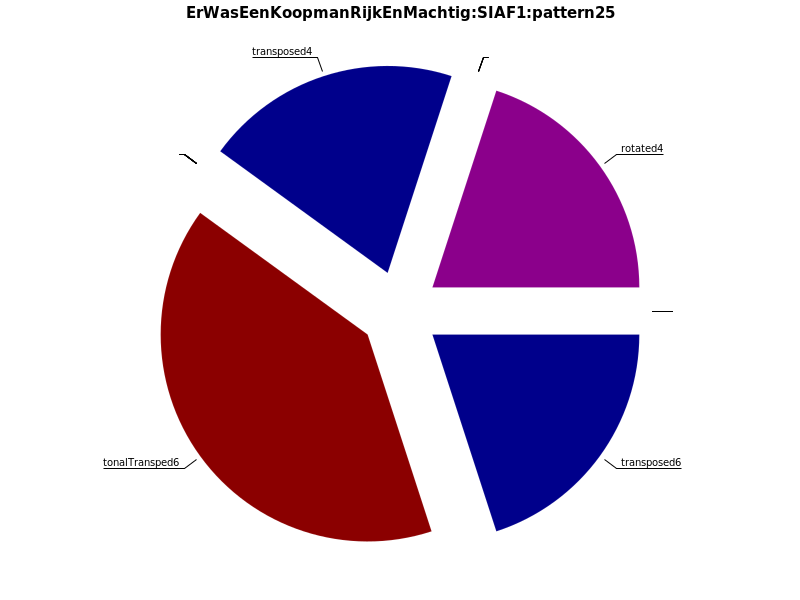 ErWasEenKoopmanRijkEnMachtig:SIAF1:pattern25
transposed4
rotated4
tonalTransped6
transposed6